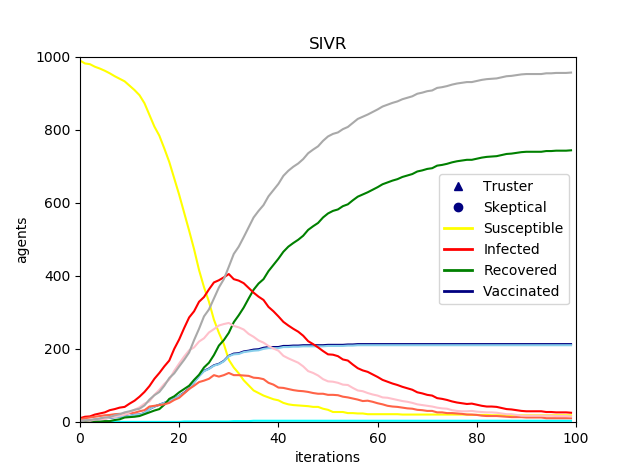 SIVR
1000
800
600
400
200
0
0 20 40 60 80 100
agents
iterations
Truster
Skeptical
Susceptible
Infected
Recovered
Vaccinated